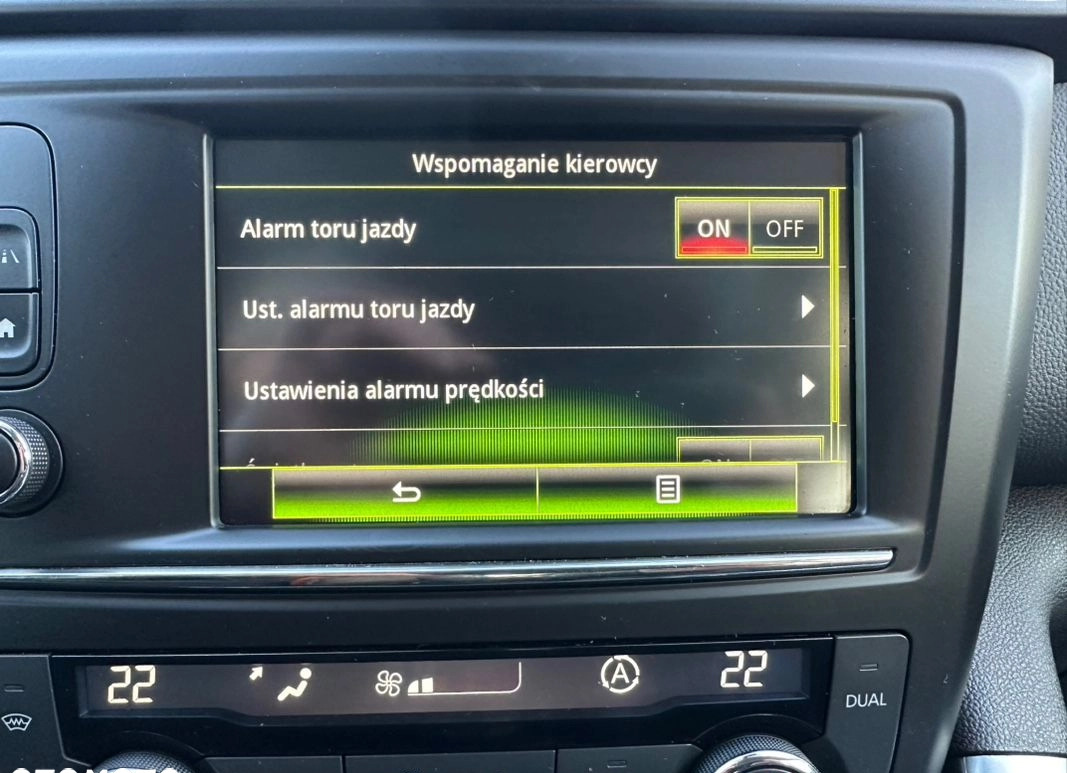 Wspomaganie kierowcy
Alarm toru jazdy
ON OFF
Ust. alarmu toru jazdy
Ustawienia alarmu prędkości
22
A
22
DUAL